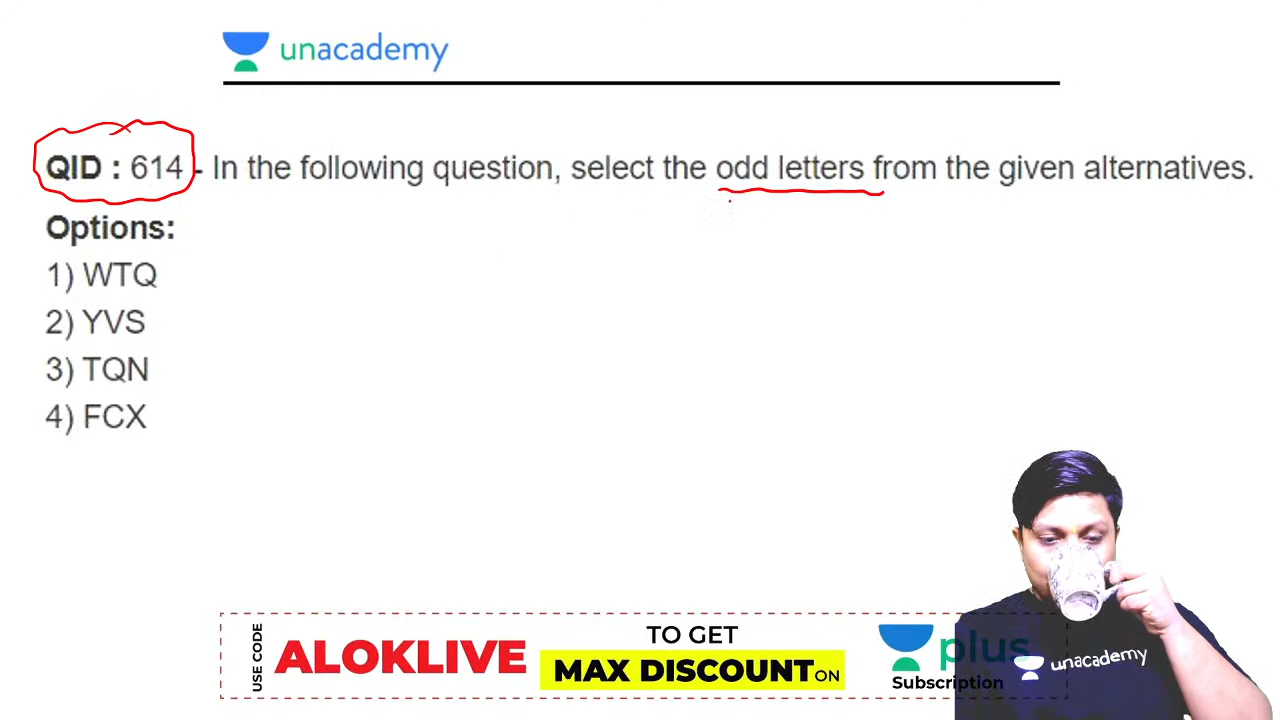 unacademy
QID : 614 - In the following question, select the odd letters from the given alternatives.
Options:
1) WTQ
2) YVS
3) TQN
4) FCX
USE CODE
ALOKLIVE
TO GET
MAX DISCOUNT ON
plus
Subscription
unacademy